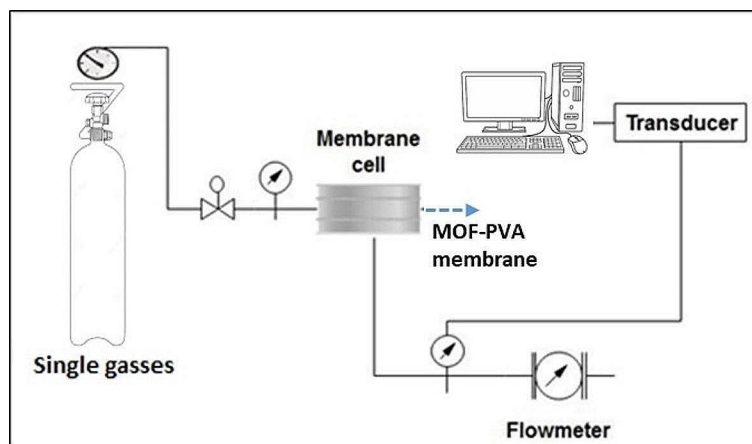 Membrane
cell
Transducer
MOF-PVA
membrane
Single gasses
Flowmeter